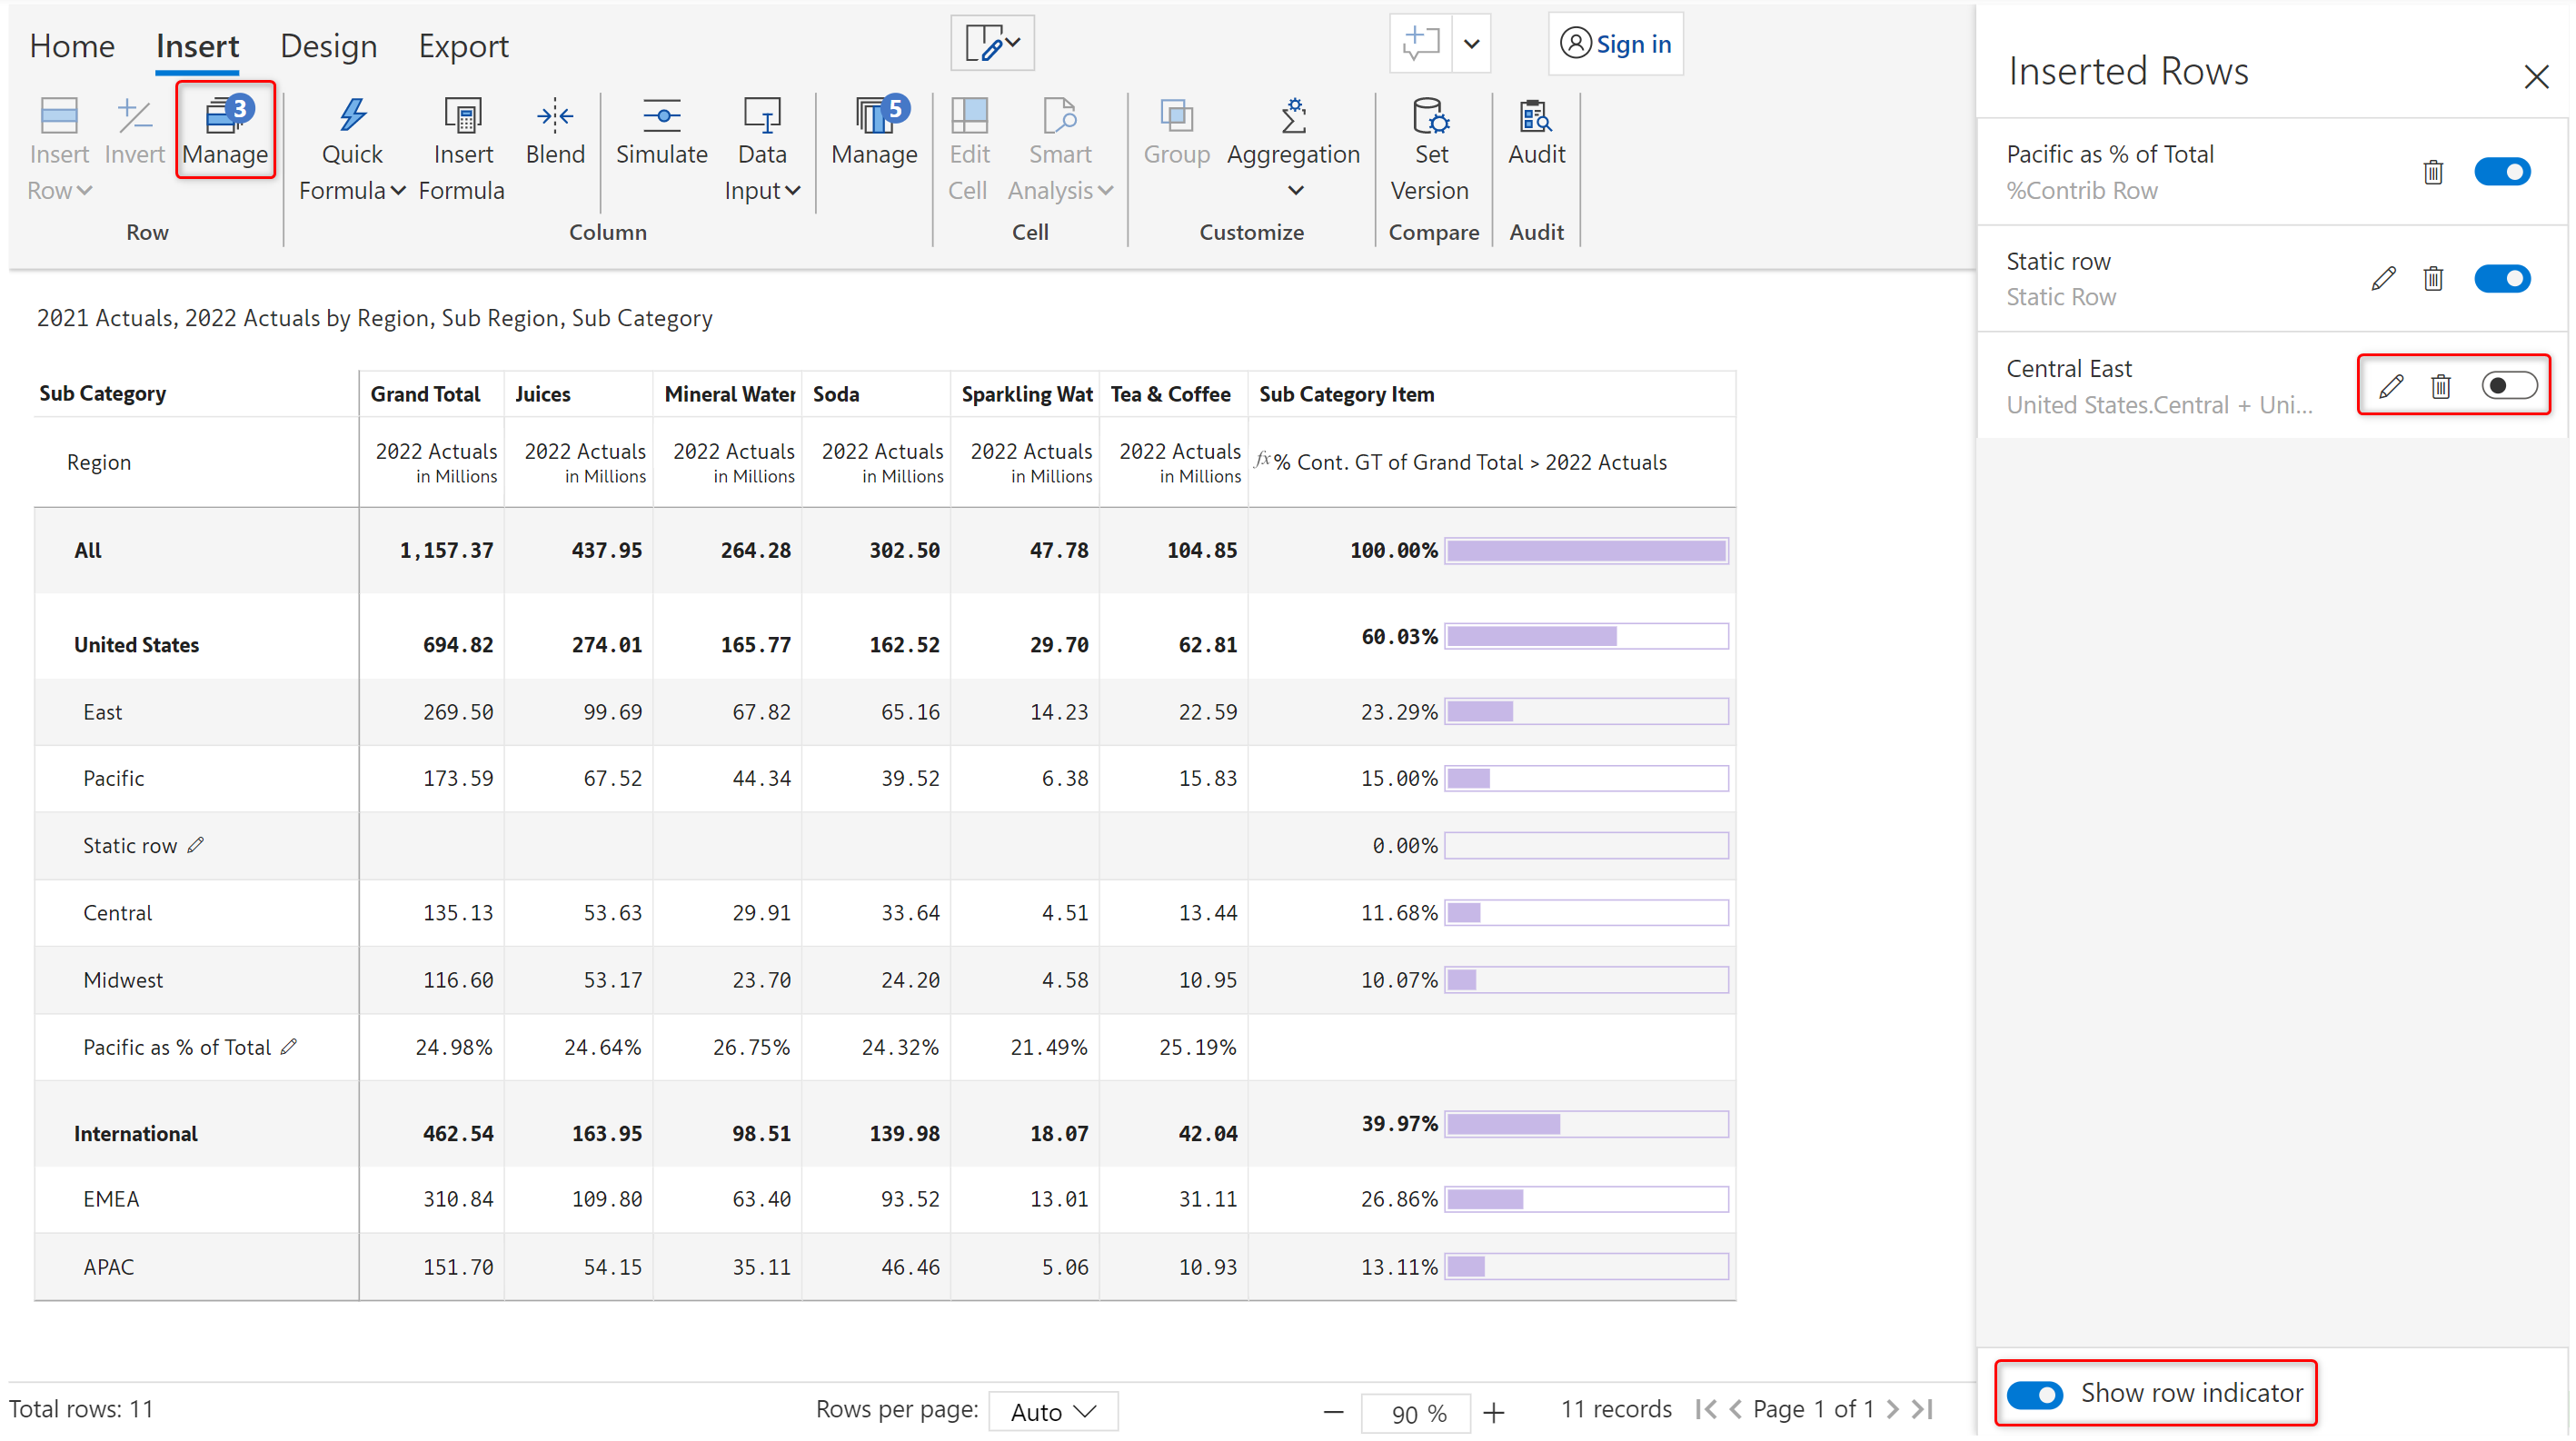 Home Insert Design Export Sign in
3 5
Insert Row Invert Manage Quick Formula Insert Formula Blend Simulate Data Input Manage Edit Cell Smart Analysis Group Aggregation Set Version Audit
Row Column Cell Customize Compare Audit
2021 Actuals, 2022 Actuals by Region, Sub Region, Sub Category
Sub Category Grand Total Juices Mineral Water Soda Sparkling Wat Tea & Coffee Sub Category Item
Region 2022 Actuals in Millions 2022 Actuals in Millions 2022 Actuals in Millions 2022 Actuals in Millions 2022 Actuals in Millions 2022 Actuals in Millions fx % Cont. GT of Grand Total > 2022 Actuals
All 1,157.37 437.95 264.28 302.50 47.78 104.85 100.00%
United States 694.82 274.01 165.77 162.52 29.70 62.81 60.03%
East 269.50 99.69 67.82 65.16 14.23 22.59 23.29%
Pacific 173.59 67.52 44.34 39.52 6.38 15.83 15.00%
Static row 0.00%
Central 135.13 53.63 29.91 33.64 4.51 13.44 11.68%
Midwest 116.60 53.17 23.70 24.20 4.58 10.95 10.07%
Pacific as % of Total 24.98% 24.64% 26.75% 24.32% 21.49% 25.19%
International 462.54 163.95 98.51 139.98 18.07 42.04 39.97%
EMEA 310.84 109.80 63.40 93.52 13.01 31.11 26.86%
APAC 151.70 54.15 35.11 46.46 5.06 10.93 13.11%
Total rows: 11 Rows per page: Auto 90 % 11 records Page 1 of 1
Inserted Rows
Pacific as % of Total
%Contrib Row
Static row
Static Row
Central East
United States.Central + Uni...
Show row indicator